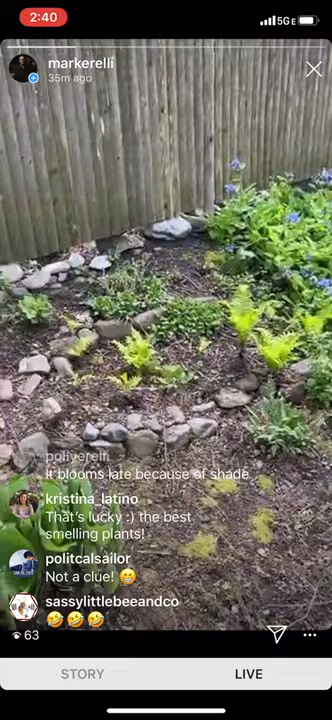 2:40
5GE
markerelli
35m ago
pollyerelli
It blooms late because of shade
kristina_latino
That's lucky :) the best
smelling plants!
politcalsailor
Not a clue! 😁
sassylittlebeeandco
🤣🤣🤣
63
STORY
LIVE